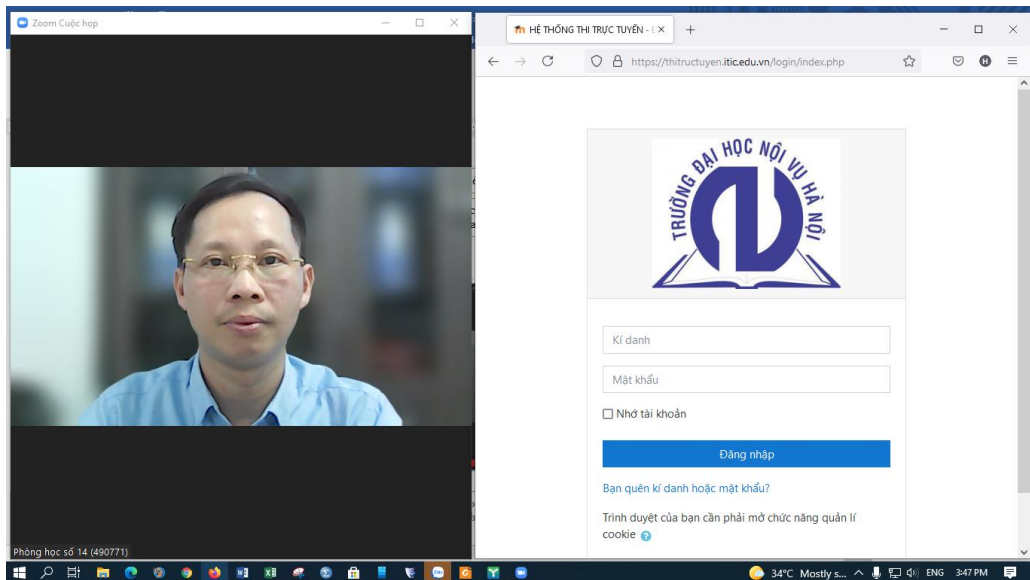 Zoom Cuộc họp
HỆ THỐNG THI TRỰC TUYẾN - E
https://thitructuyen.itic.edu.vn/login/index.php
H
TRƯỜNG ĐẠI HỌC NỘI VỤ HÀ NỘI
Kí danh
Mật khẩu
Nhớ tài khoản
Đăng nhập
Bạn quên kí danh hoặc mật khẩu?
Trình duyệt của bạn cần phải mở chức năng quản lí
cookie
Phòng học số 14 (490771)
34°C Mostly s... ENG 3:47 PM